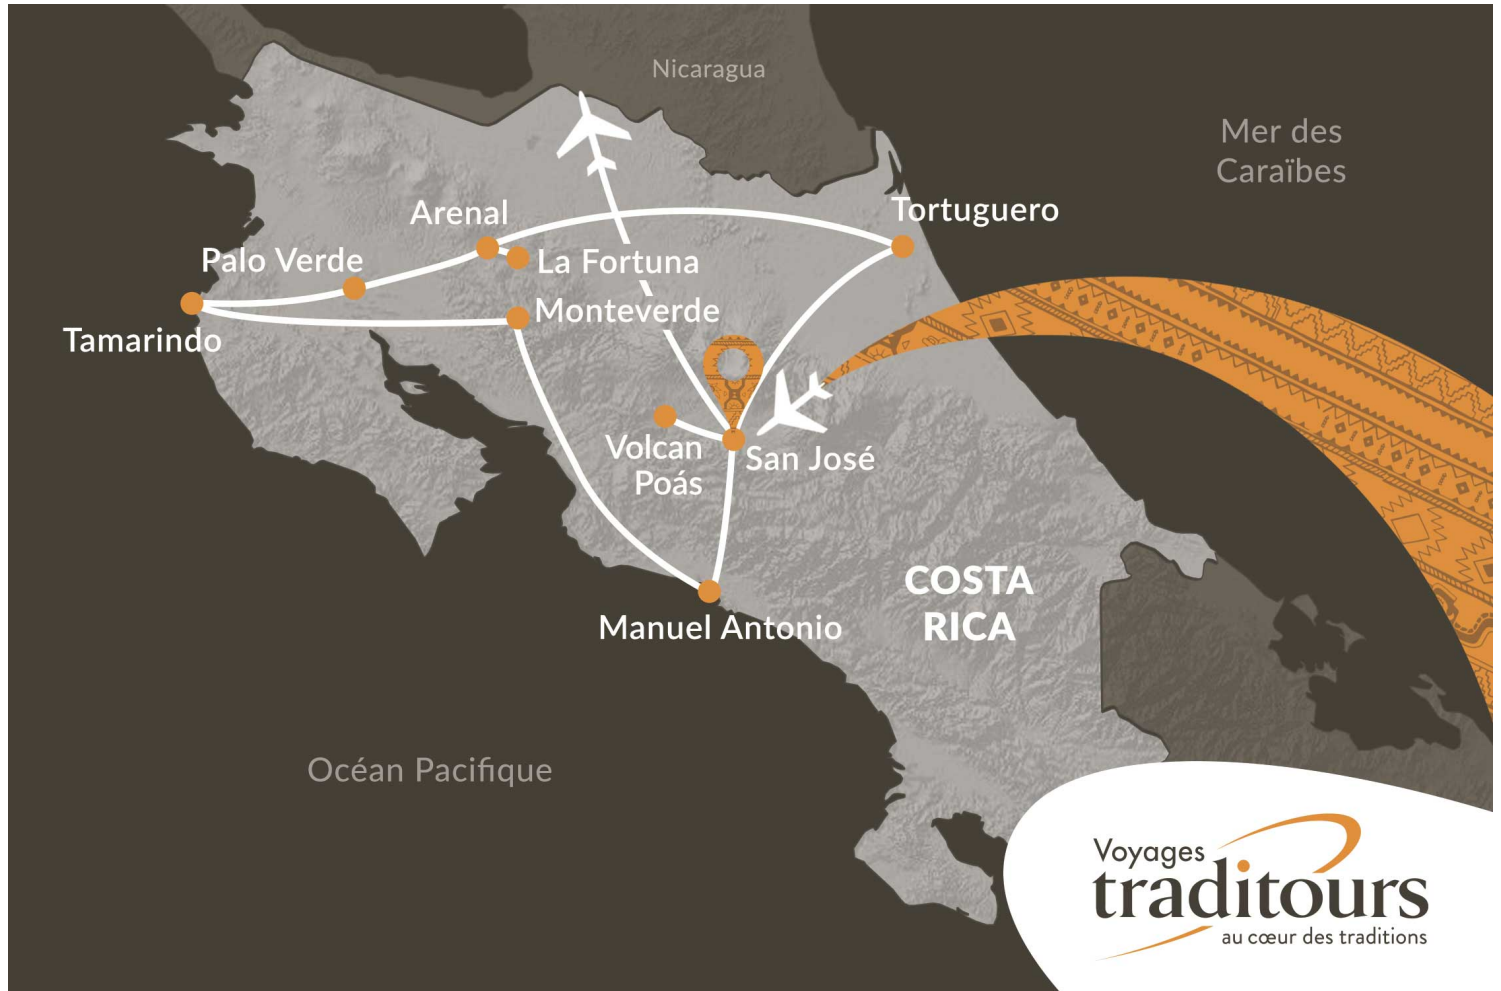 Nicaragua
Mer des
Caraïbes
Arenal
Tortuguero
Palo Verde
La Fortuna
Monteverde
Tamarindo
Volcan
Poás
San José
COSTA
RICA
Manuel Antonio
Océan Pacifique
Voyages
traditours
au cœur des traditions